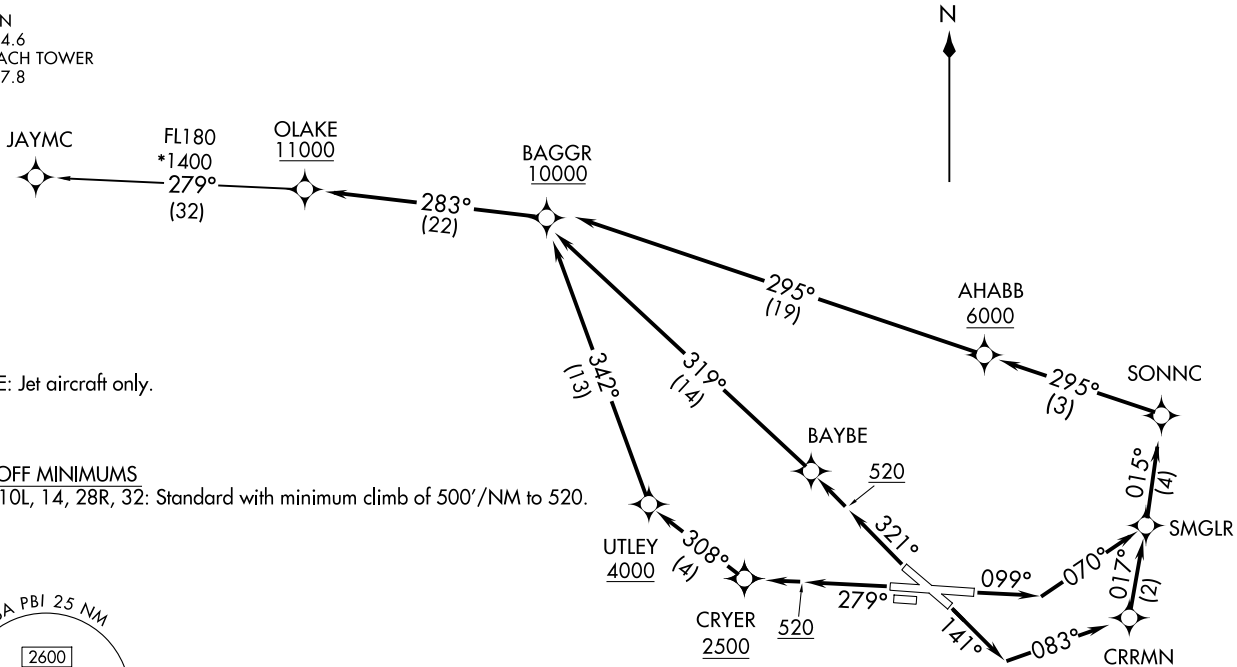 N
N
4.6
ACH TOWER
7.8
JAYMC
FL180
*1400
279°
(32)
OLAKE
11000
283°
(22)
BAGGR
10000
295°
(19)
AHABB
6000
295°
(3)
SONNC
015°
(4)
SMGLR
017°
(2)
CRRMN
342°
(13)
319°
(14)
BAYBE
520
321°
E: Jet aircraft only.
OFF MINIMUMS
10L, 14, 28R, 32: Standard with minimum climb of 500'/NM to 520.
UTLEY
4000
308°
(4)
CRYER
2500
520
279°
099°
070°
141°
083°
SA PBI 25 NM
2600